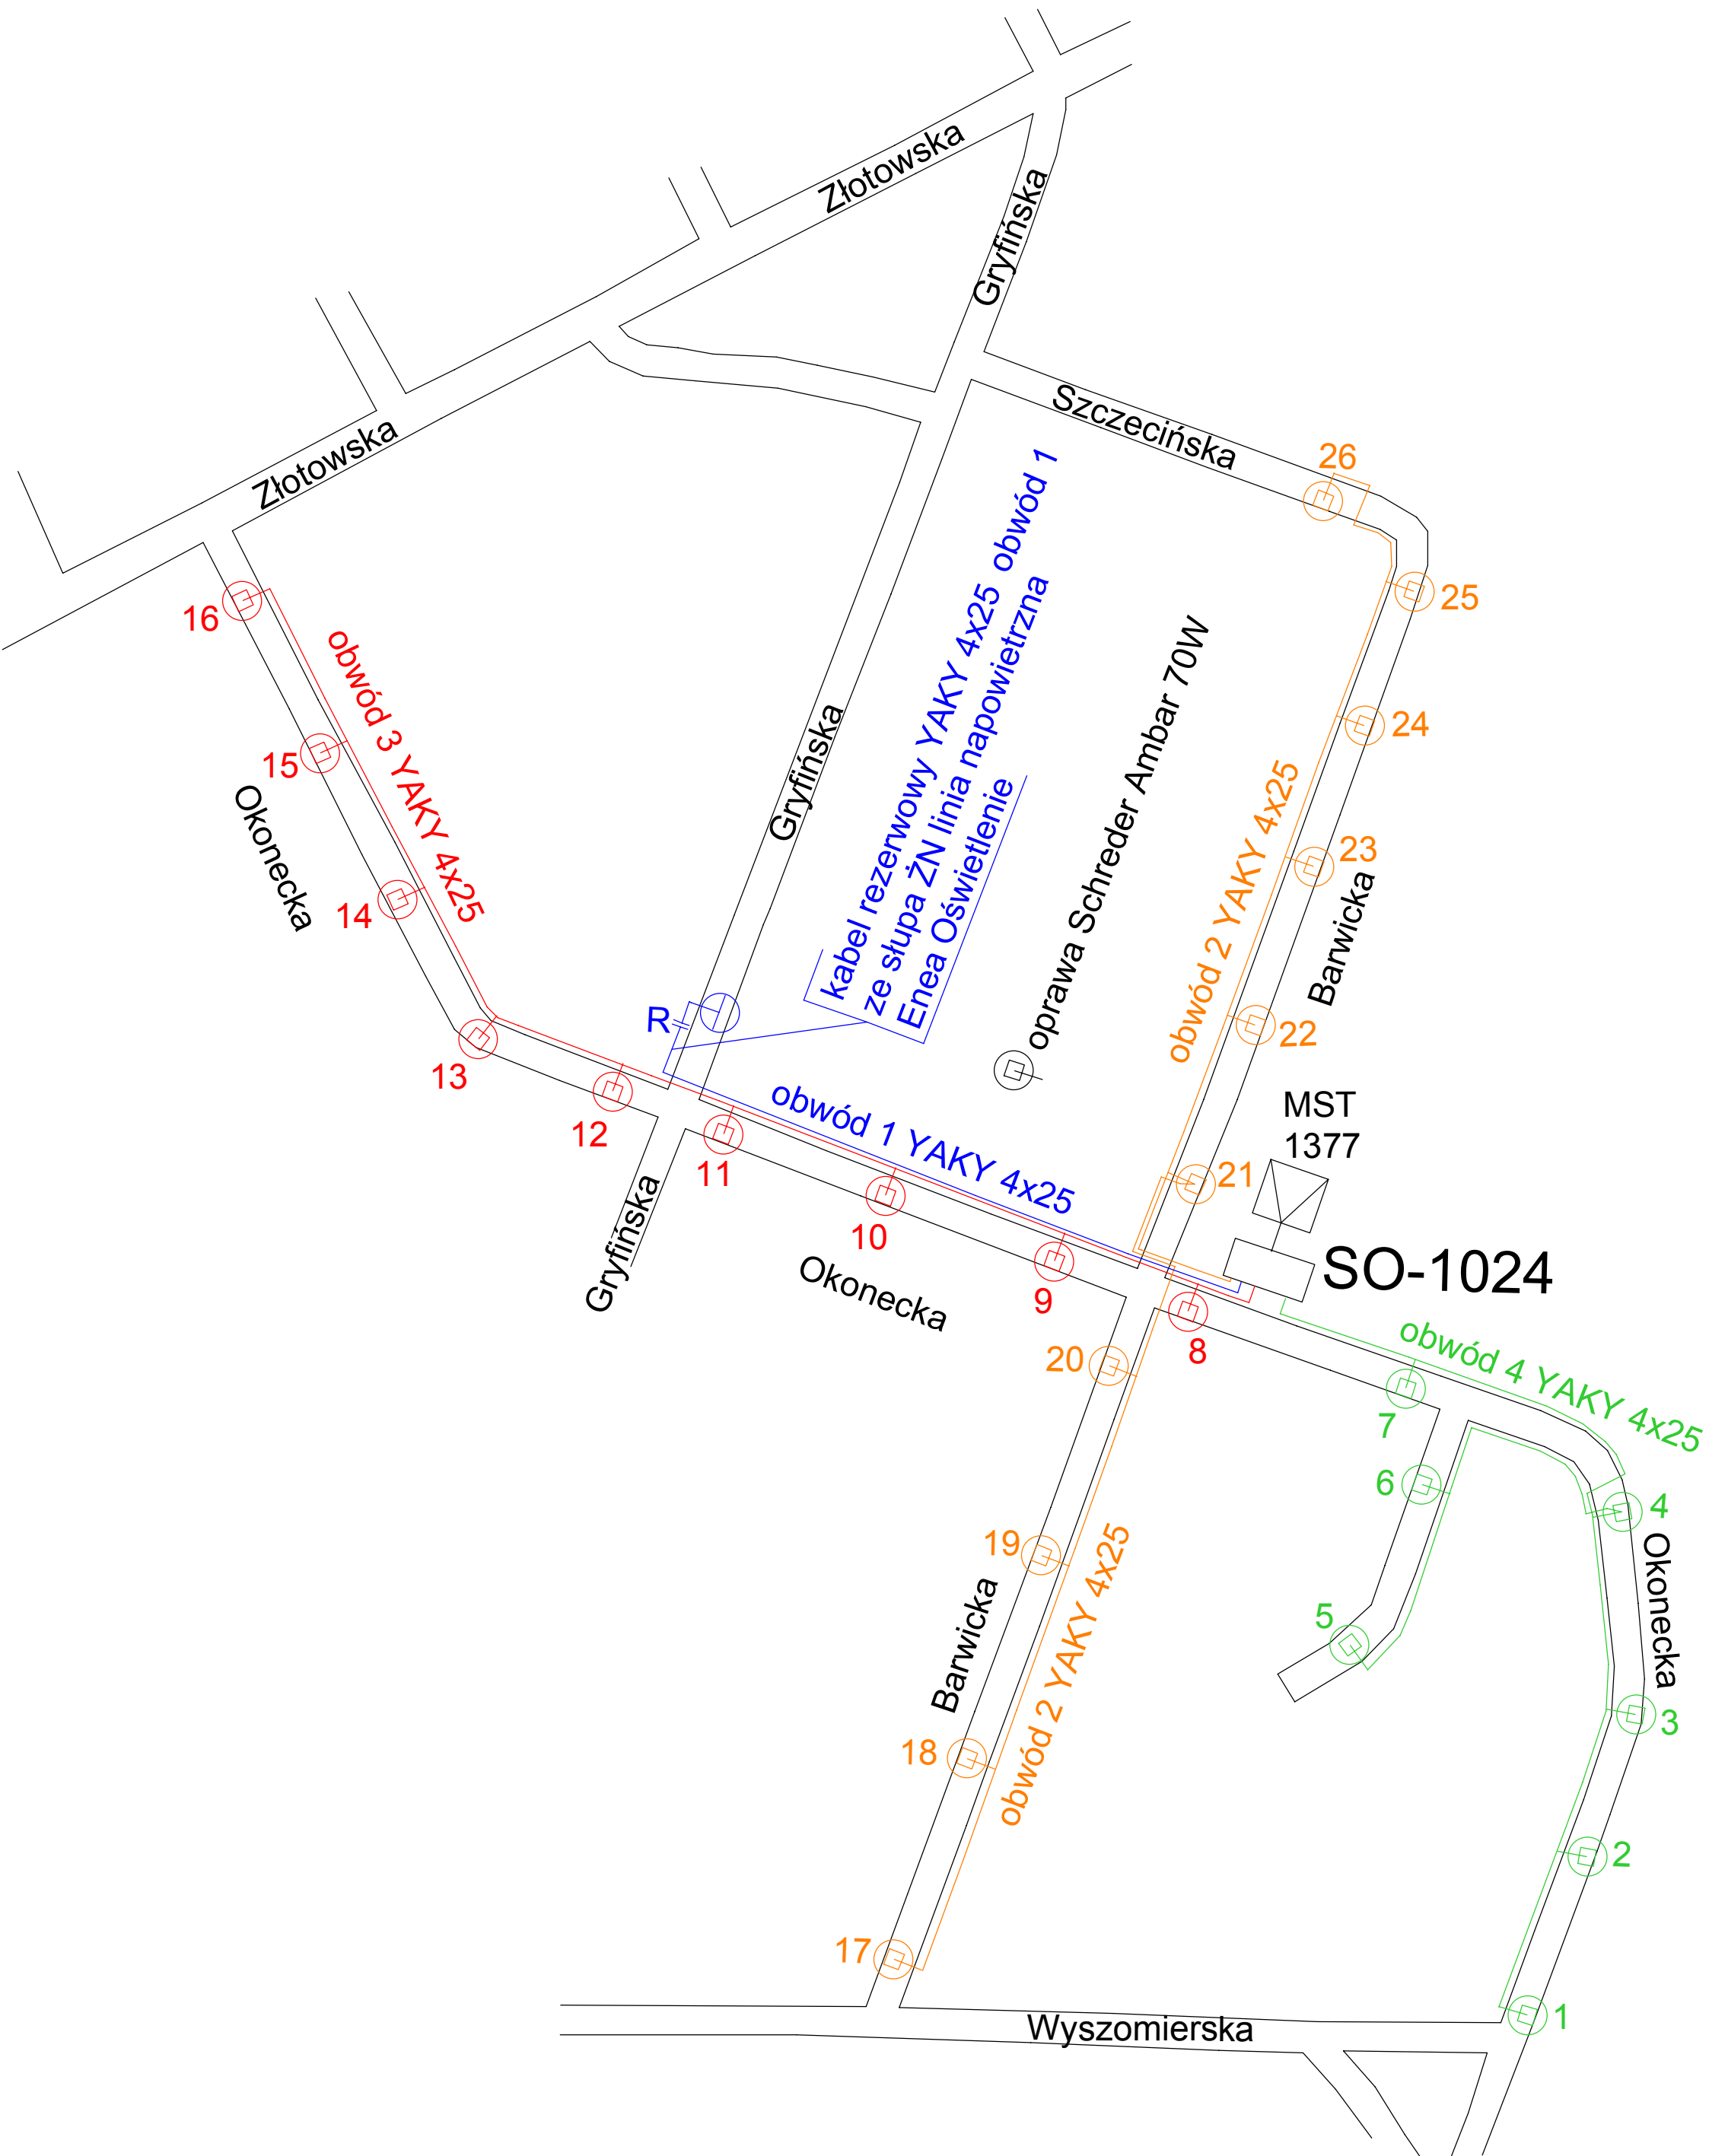 Złotowska
Gryfińska
Szczecińska
26
Złotowska
25
16
obwód 3 YAKY 4x25
kabel rezerwowy YAKY 4x25 obwód 1
ze słupa ŻN linia napowietrzna
Enea Oświetlenie
oprawa Schreder Ambar 70W
24
15
Okonecka
Gryfińska
obwód 2 YAKY 4x25
23
Barwicka
14
R
22
13
12
11
obwód 1 YAKY 4x25
MST
1377
21
10
Gryfińska
Okonecka
9
SO-1024
8
20
obwód 4 YAKY 4x25
7
6
4
19
Okonecka
Barwicka
obwód 2 YAKY 4x25
5
3
18
2
17
1
Wyszomierska